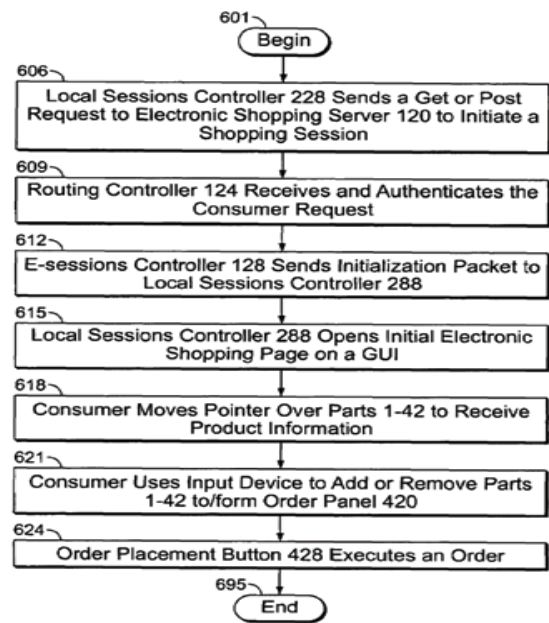 601
Begin
606
Local Sessions Controller 228 Sends a Get or Post
Request to Electronic Shopping Server 120 to Initiate a
Shopping Session
609
Routing Controller 124 Receives and Authenticates the
Consumer Request
612
E-sessions Controller 128 Sends Initialization Packet to
Local Sessions Controller 288
615
Local Sessions Controller 288 Opens Initial Electronic
Shopping Page on a GUI
618
Consumer Moves Pointer Over Parts 1-42 to Receive
Product Information
621
Consumer Uses Input Device to Add or Remove Parts
1-42 to/form Order Panel 420
624
Order Placement Button 428 Executes an Order
695
End